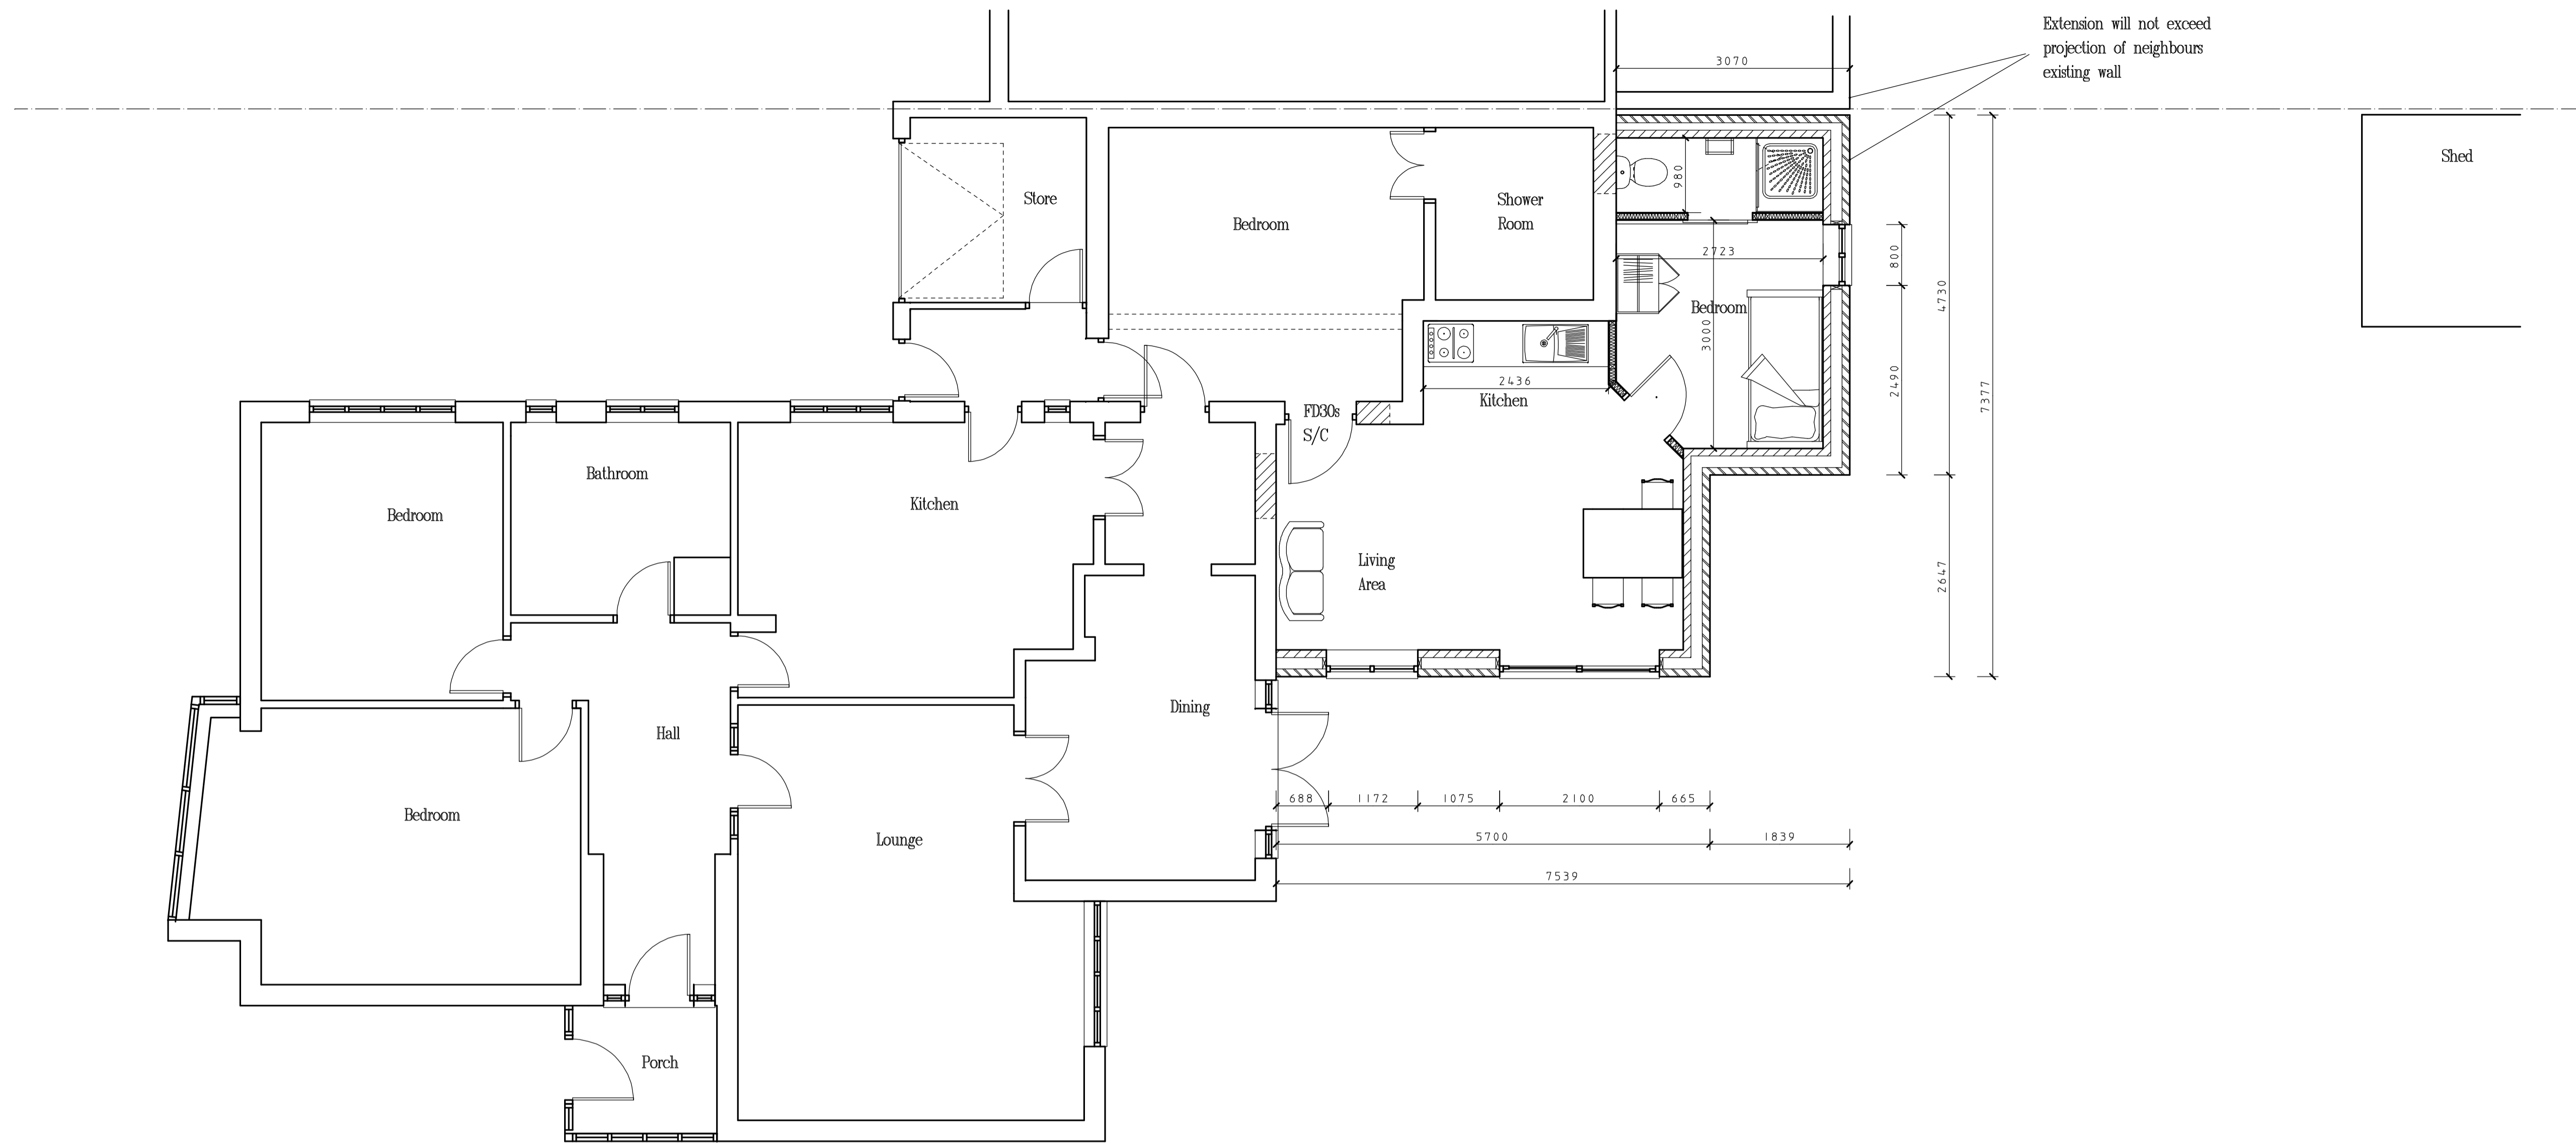 Extension will not exceed
projection of neighbours
existing wall
3070
Shed
Store
Bedroom
Shower
Room
980
2723
Bedroom
3000
800
4730
2490
7377
2436
Kitchen
FD30s
S/C
Bathroom
Bedroom
Kitchen
Living
Area
2647
Dining
Hall
Bedroom
Lounge
688
1172
1075
2100
665
5700
1839
7539
Porch